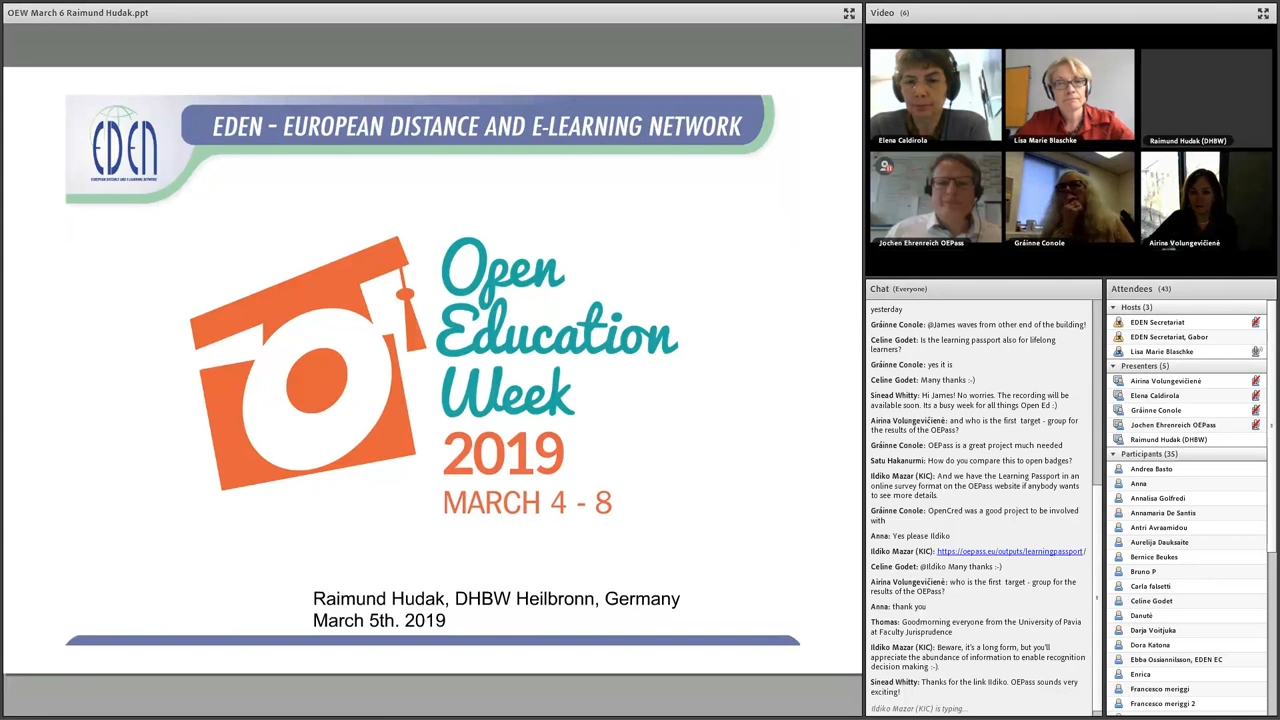 OEW March 6 Raimund Hudak.ppt
EDEN
EUROPEAN DISTANCE AND E-LEARNING NETWORK
EDEN - EUROPEAN DISTANCE AND E-LEARNING NETWORK
Open
Education
Week
2019
MARCH 4 - 8
Raimund Hudak, DHBW Heilbronn, Germany
March 5th. 2019
Video (6)
Elena Caldirola
Lisa Marie Blaschke
Raimund Hudak (DHBW)
Jochen Ehrenreich OEPass
Gráinne Conole
Airina Volungevičienė
Chat (Everyone)
yesterday
Gráinne Conole: @James waves from other end of the building!
Celine Godet: Is the learning passport also for lifelong
learners?
Gráinne Conole: yes it is
Celine Godet: Many thanks :-)
Sinead Whitty: Hi James! No worries. The recording will be
available soon. Its a busy week for all things Open Ed :)
Airina Volungevičienė: and who is the first target - group for
the results of the OEPass?
Gráinne Conole: OEPass is a great project much needed
Satu Hakanurmi: How do you compare this to open badges?
Ildiko Mazar (KIC): And we have the Learning Passport in an
online survey format on the OEPass website if anybody wants
to see more details.
Gráinne Conole: OpenCred was a good project to be involved
with
Anna: Yes please Ildiko
Ildiko Mazar (KIC): https://oepass.eu/outputs/learningpassport/
Celine Godet: @Ildiko Many thanks :-)
Airina Volungevičienė: who is the first target - group for the
results of the OEPass?
Anna: thank you
Thomas: Goodmorning everyone from the University of Pavia
at Faculty Jurisprudence
Ildiko Mazar (KIC): Beware, it's a long form, but you'll
appreciate the abundance of information to enable recognition
decision making :-).
Sinead Whitty: Thanks for the link IIdiko. OEPass sounds very
exciting!
Ildiko Mazar (KIC) is typing...
Attendees (43)
Hosts (3)
EDEN Secretariat
EDEN Secretariat, Gabor
Lisa Marie Blaschke
Presenters (5)
Airina Volungevičienė
Elena Caldirola
Gráinne Conole
Jochen Ehrenreich OEPass
Raimund Hudak (DHBW)
Participants (35)
Andrea Basto
Anna
Annalisa Golfredi
Annamaria De Santis
Antri Avraamidou
Aurelija Dauksaite
Bernice Beukes
Bruno P
Carla falsetti
Celine Godet
Danutė
Darja Voitjuka
Dora Katona
Ebba Ossiannilsson, EDEN EC
Enrica
Francesco meriggi
Francesco meriggi 2